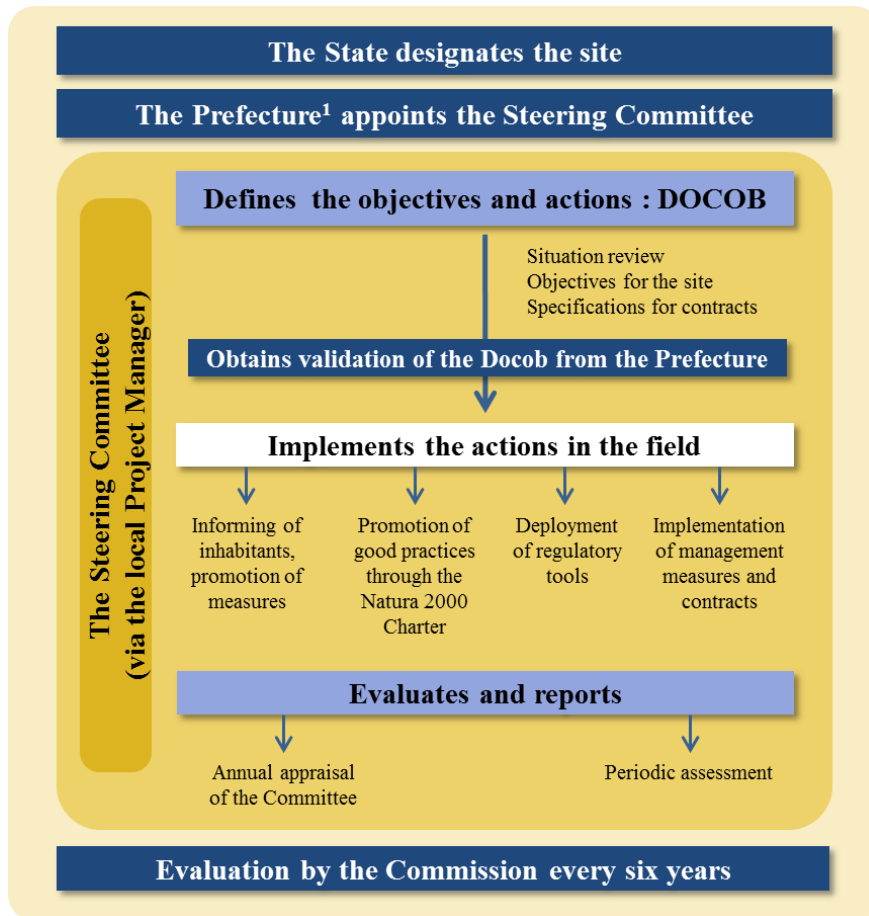 The State designates the site
The Prefecture¹ appoints the Steering Committee
The Steering Committee
(via the local Project Manager)
Defines the objectives and actions : DOCOB
Situation review
Objectives for the site
Specifications for contracts
Obtains validation of the Docob from the Prefecture
Implements the actions in the field
Informing of
inhabitants,
promotion of
measures
Promotion of
good practices
through the
Natura 2000
Charter
Deployment
of regulatory
tools
Implementation
of management
measures and
contracts
Evaluates and reports
Annual appraisal
of the Committee
Periodic assessment
Evaluation by the Commission every six years